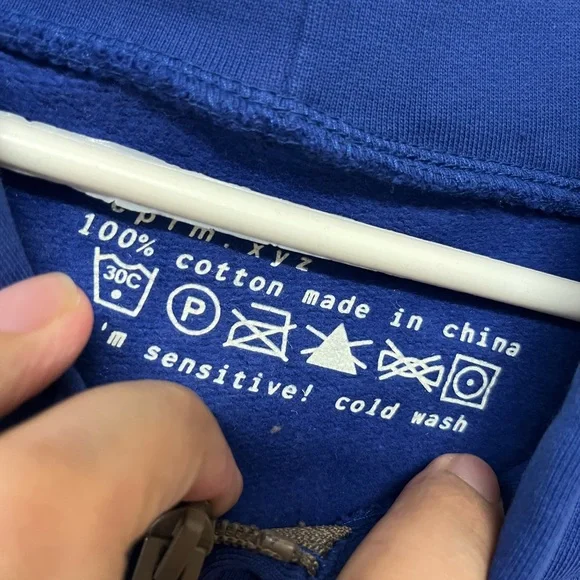 100% cotton made in china
30C P
'm sensitive! cold wash